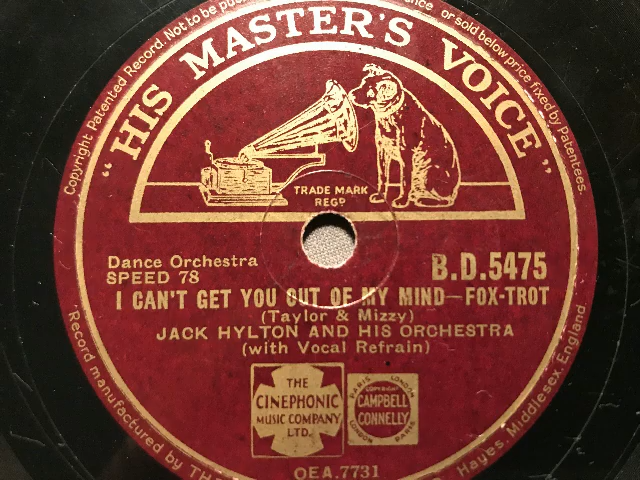 Copyright Patented Record. Not to be
or sold below price fixed by Patentees.
"HIS MASTER'S VOICE"
TRADE MARK
REGD
Dance Orchestra
SPEED 78
B.D.5475
I CAN'T GET YOU OUT OF MY MIND—FOX-TROT
(Taylor & Mizzy)
JACK HYLTON AND HIS ORCHESTRA
(with Vocal Refrain)
THE
CINEPHONIC
MUSIC COMPANY
LTD.
PARIS LONDON
COPYRIGHT
CAMPBELL
CONNELLY
LONDON PARIS
OEA.7731
Record manufactured by
Hayes, Middlesex, England.